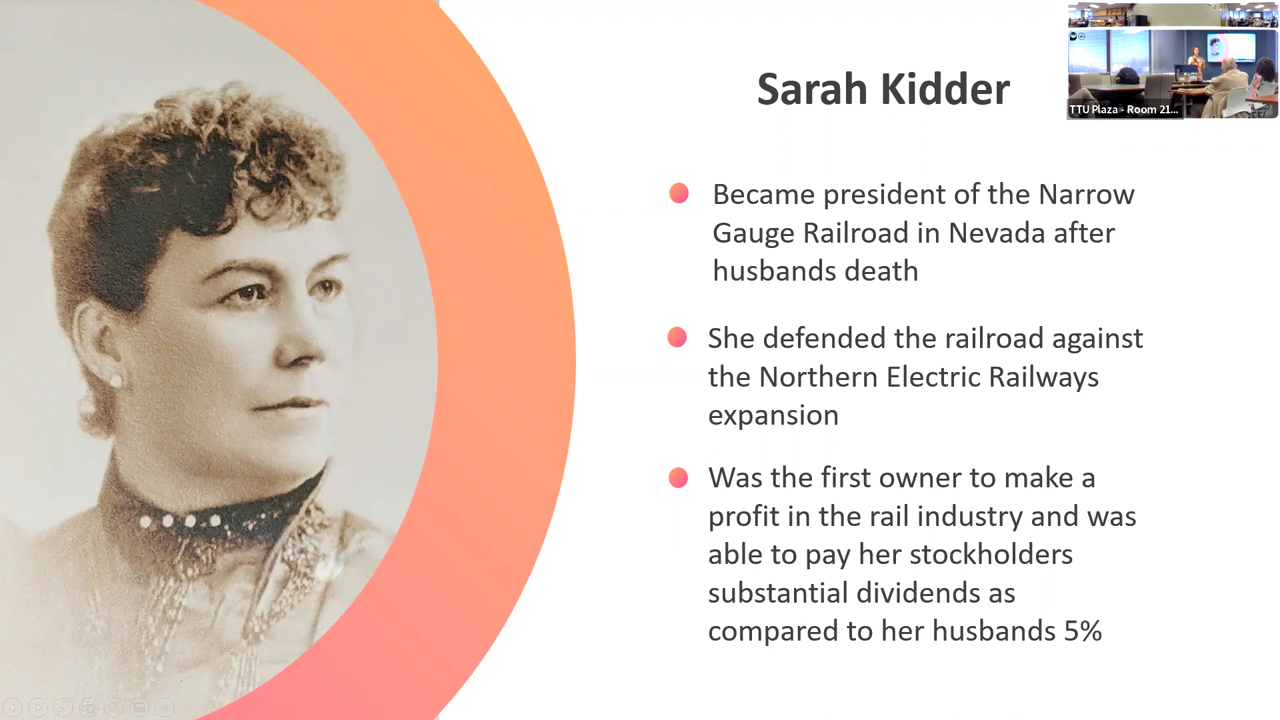 Sarah Kidder
TTU Plaza - Room 21...
Became president of the Narrow
Gauge Railroad in Nevada after
husbands death
She defended the railroad against
the Northern Electric Railways
expansion
Was the first owner to make a
profit in the rail industry and was
able to pay her stockholders
substantial dividends as
compared to her husbands 5%